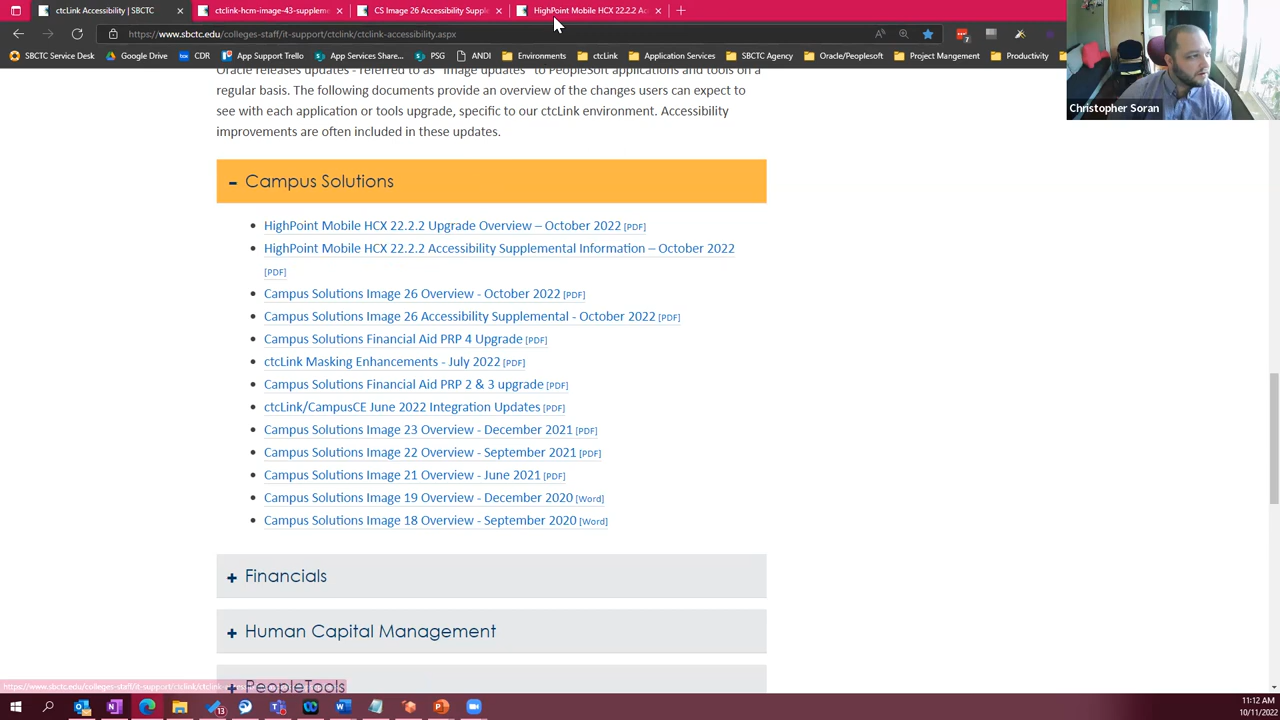 ctcLink Accessibility | SBCTC
ctclink-hcm-image-43-suppleme
CS Image 26 Accessibility Supple
HighPoint Mobile HCX 22.2.2 Ac
https://www.sbctc.edu/colleges-staff/it-support/ctclink/ctclink-accessibility.aspx
SBCTC Service Desk
Google Drive
CDR
App Support Trello
App Services Share...
PSG
ANDI
Environments
ctcLink
Application Services
SBCTC Agency
Oracle/Peoplesoft
Project Mangement
Productivity
Christopher Soran
Oracle releases updates - referred to as "image updates" to PeopleSoft applications and tools on a
regular basis. The following documents provide an overview of the changes users can expect to
see with each application or tools upgrade, specific to our ctcLink environment. Accessibility
improvements are often included in these updates.
- Campus Solutions
• HighPoint Mobile HCX 22.2.2 Upgrade Overview – October 2022 [PDF]
• HighPoint Mobile HCX 22.2.2 Accessibility Supplemental Information – October 2022
[PDF]
• Campus Solutions Image 26 Overview - October 2022 [PDF]
• Campus Solutions Image 26 Accessibility Supplemental - October 2022 [PDF]
• Campus Solutions Financial Aid PRP 4 Upgrade [PDF]
• ctcLink Masking Enhancements - July 2022 [PDF]
• Campus Solutions Financial Aid PRP 2 & 3 upgrade [PDF]
• ctcLink/CampusCE June 2022 Integration Updates [PDF]
• Campus Solutions Image 23 Overview - December 2021 [PDF]
• Campus Solutions Image 22 Overview - September 2021 [PDF]
• Campus Solutions Image 21 Overview - June 2021 [PDF]
• Campus Solutions Image 19 Overview - December 2020 [Word]
• Campus Solutions Image 18 Overview - September 2020 [Word]
+ Financials
+ Human Capital Management
+ PeopleTools
https://www.sbctc.edu/colleges-staff/it-support/ctclink/ctclink-
11:12 AM
10/11/2022